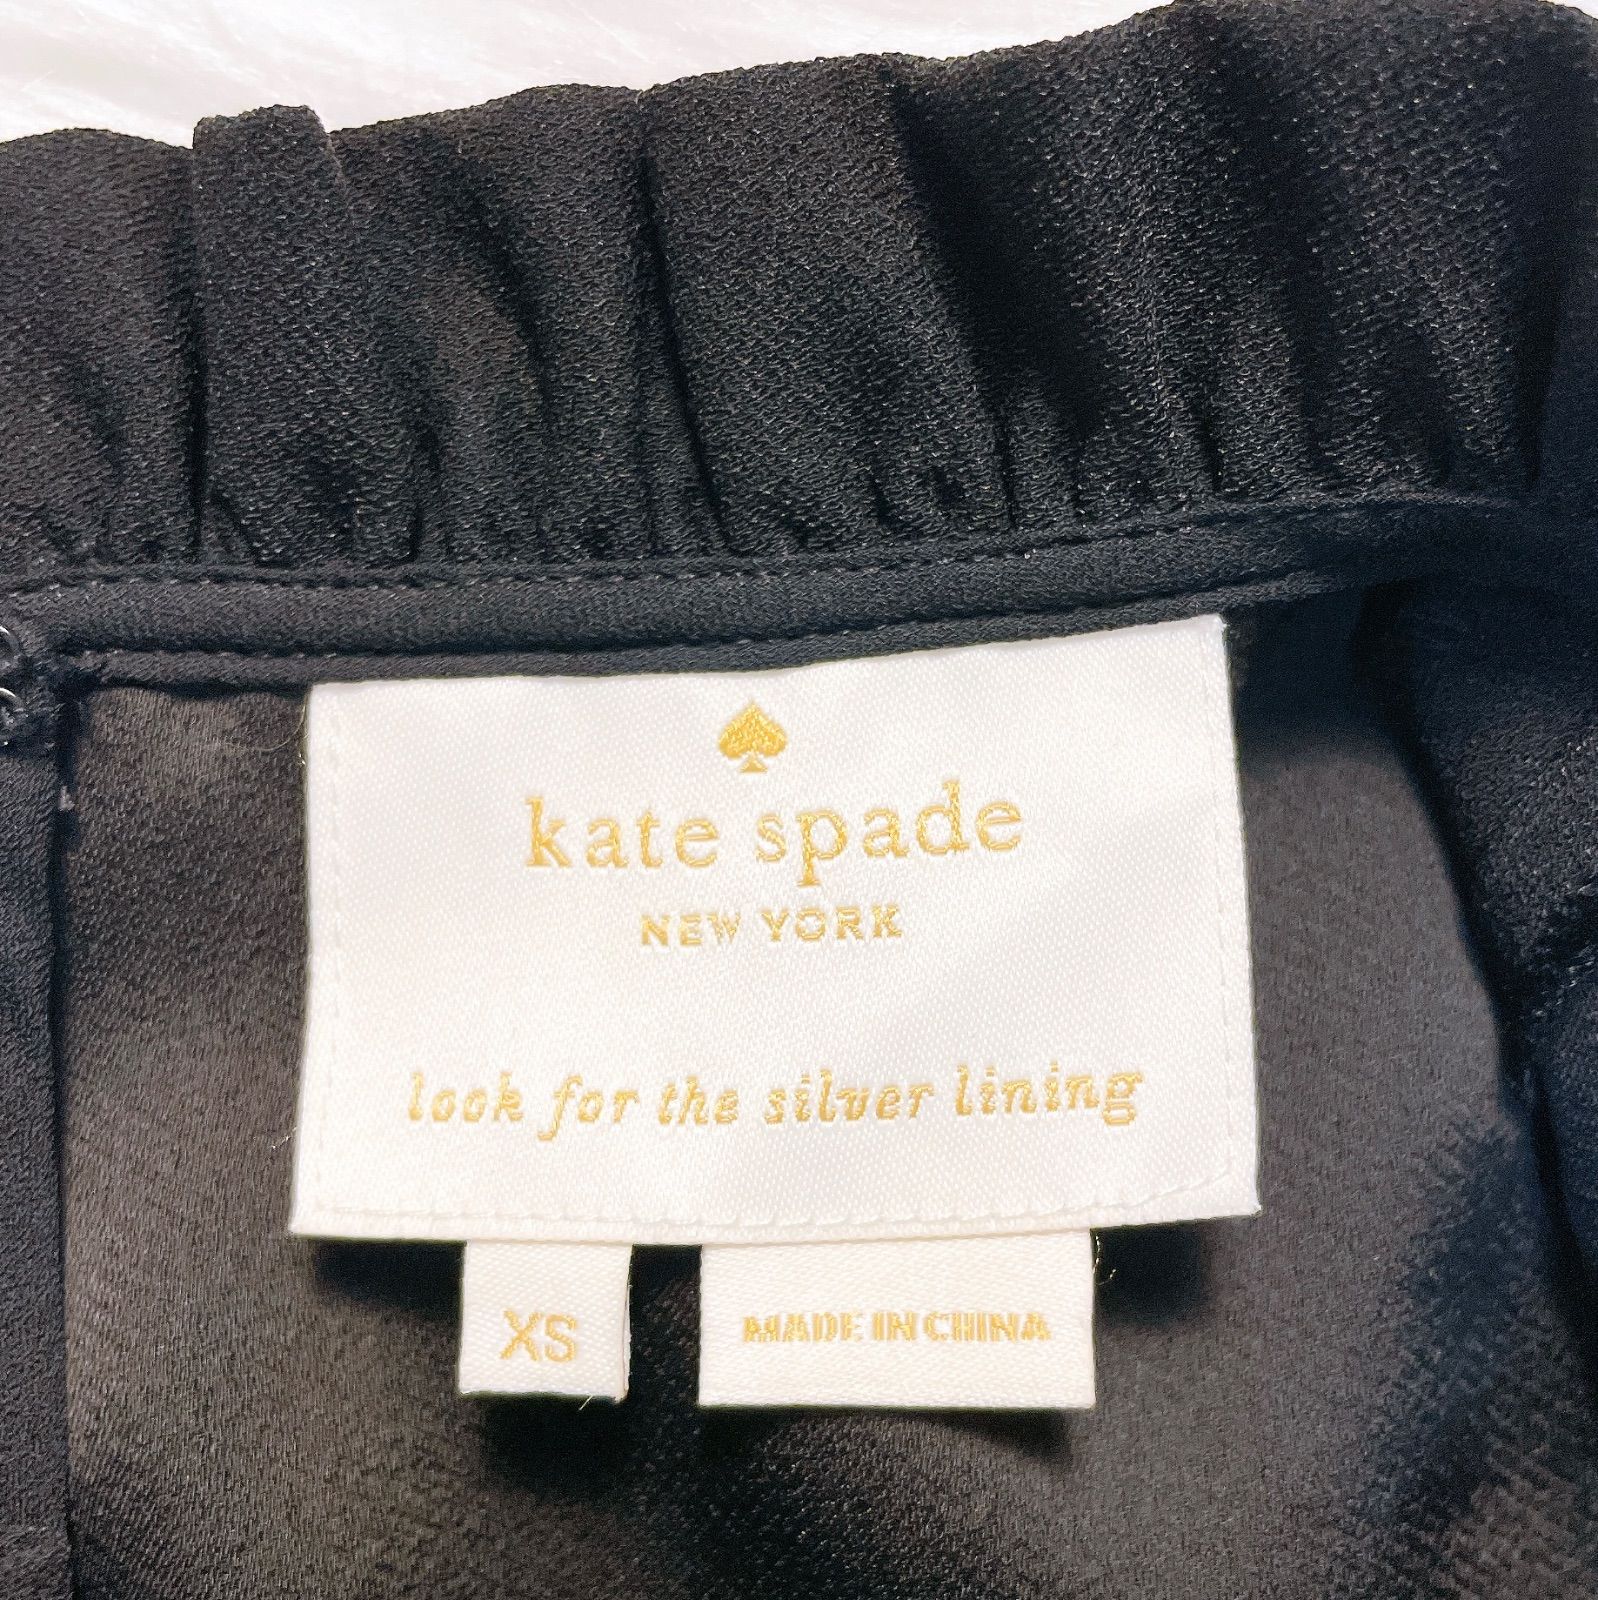 kate spade
NEW YORK
look for the silver lining
XS
MADE IN CHINA